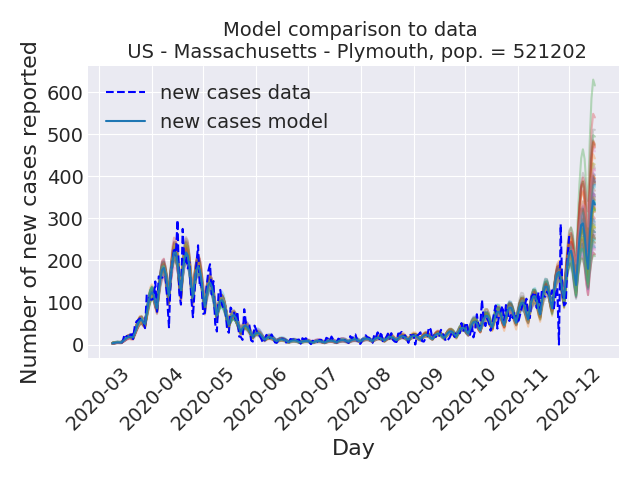 Model comparison to data
US - Massachusetts - Plymouth, pop. = 521202
Number of new cases reported
600
500
400
300
200
100
0
new cases data
new cases model
2020-03
2020-04
2020-05
2020-06
2020-07
2020-08
2020-09
2020-10
2020-11
2020-12
Day